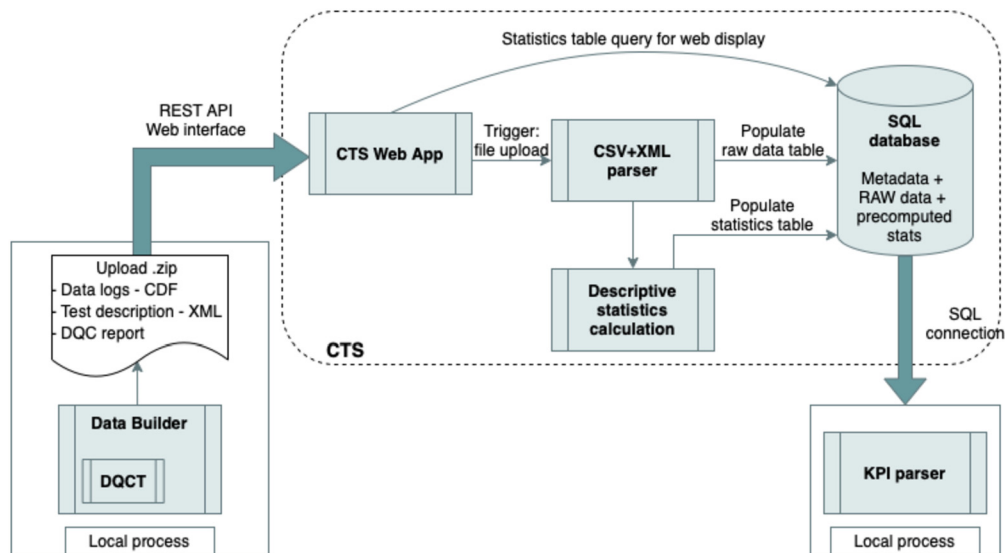 Statistics table query for web display
REST API
Web interface
CTS Web App
Trigger:
file upload
CSV+XML
parser
Populate
raw data table
SQL
database
Metadata +
RAW data +
precomputed
stats
Populate
statistics table
Descriptive
statistics
calculation
CTS
SQL
connection
Upload .zip
- Data logs - CDF
- Test description - XML
- DQC report
Data Builder
DQCT
Local process
KPI parser
Local process